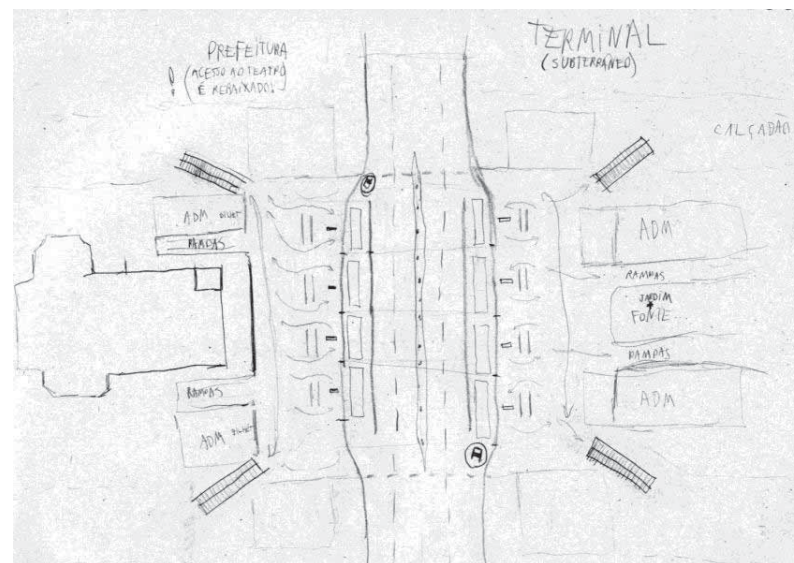 PREFEITURA
(ACESSO AO TEATRO
É REBAIXADO!
TERMINAL
(SUBTERRÂNEO)
CALÇADÃO
ADM
RAMPAS
RAMPAS
ADM
ADM
RAMPAS
JARDIM
FONTE
RAMPAS
ADM